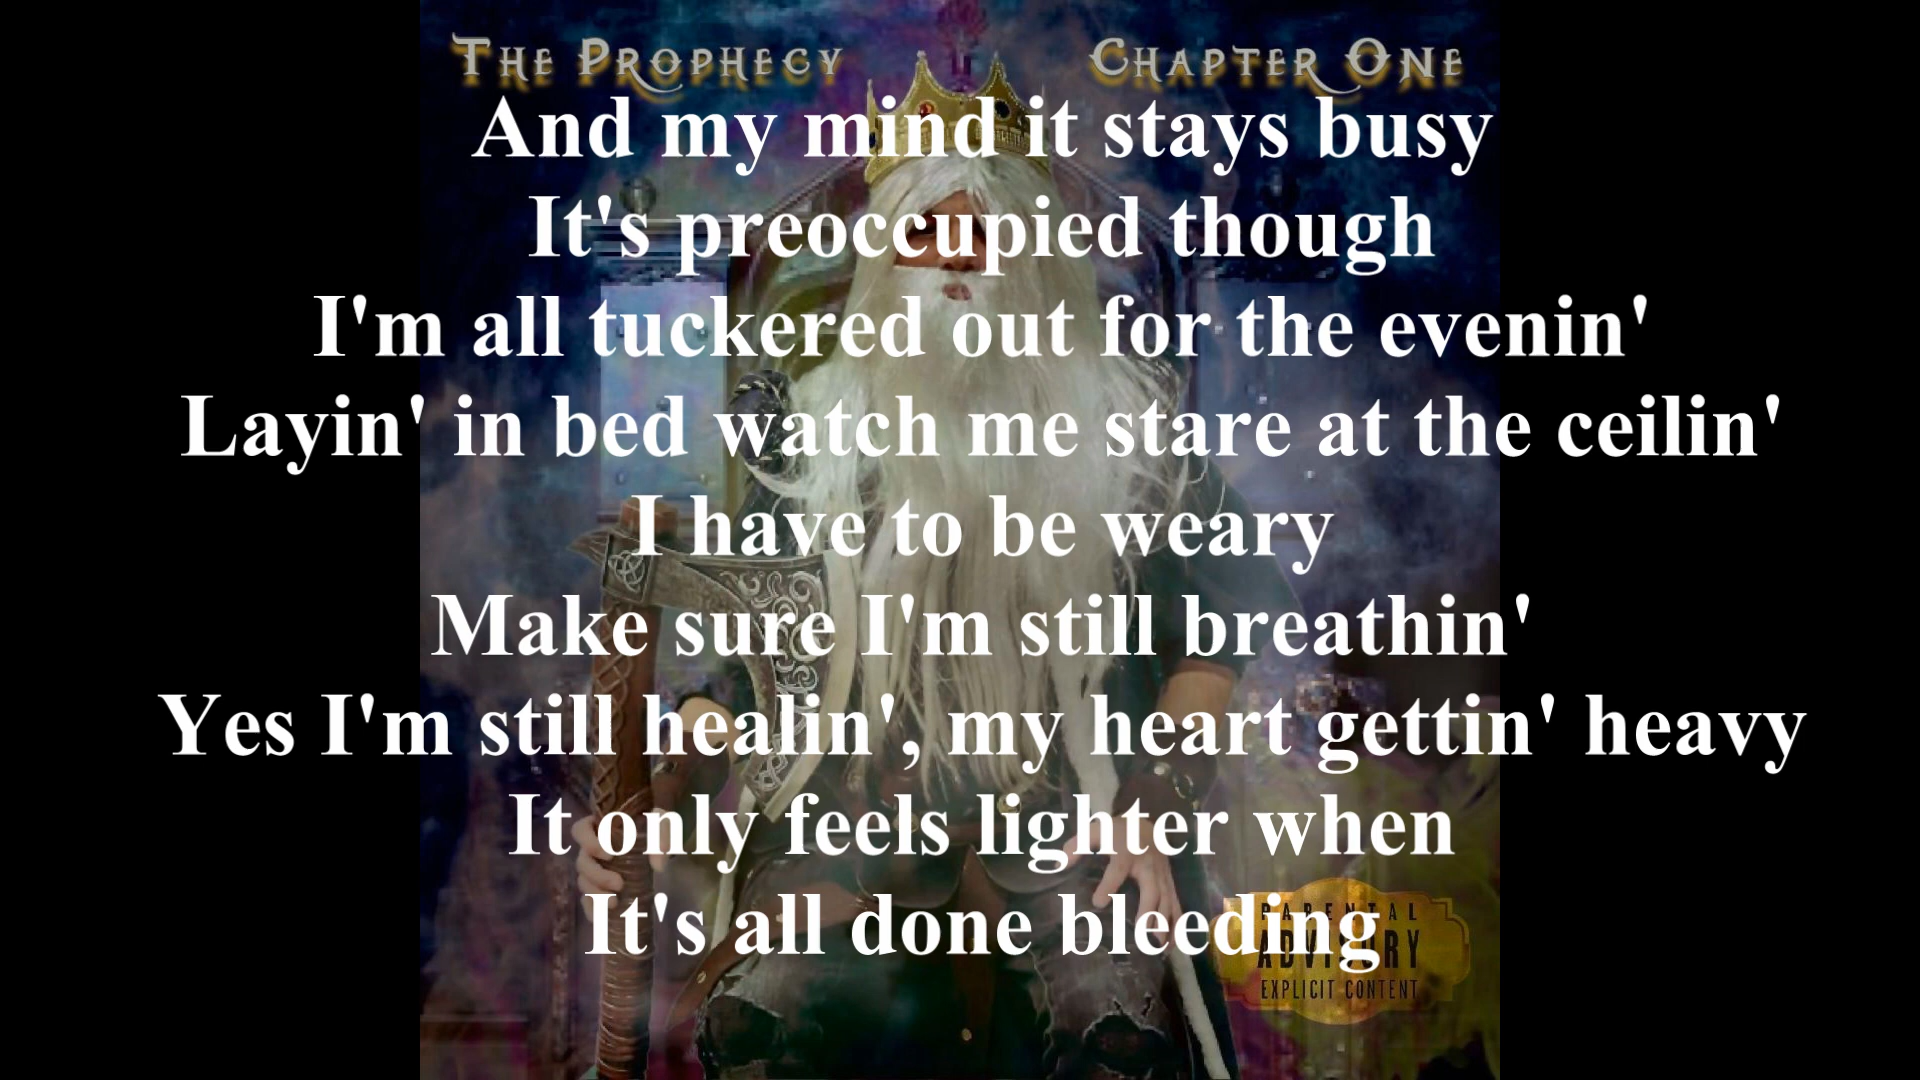 The Prophecy Chapter One
And my mind it stays busy
It's preoccupied though
I'm all tuckered out for the evenin'
Layin' in bed watch me stare at the ceilin'
I have to be weary
Make sure I'm still breathin'
Yes I'm still healin', my heart gettin' heavy
It only feels lighter when
It's all done bleeding
PARENTAL
ADVISORY
EXPLICIT CONTENT